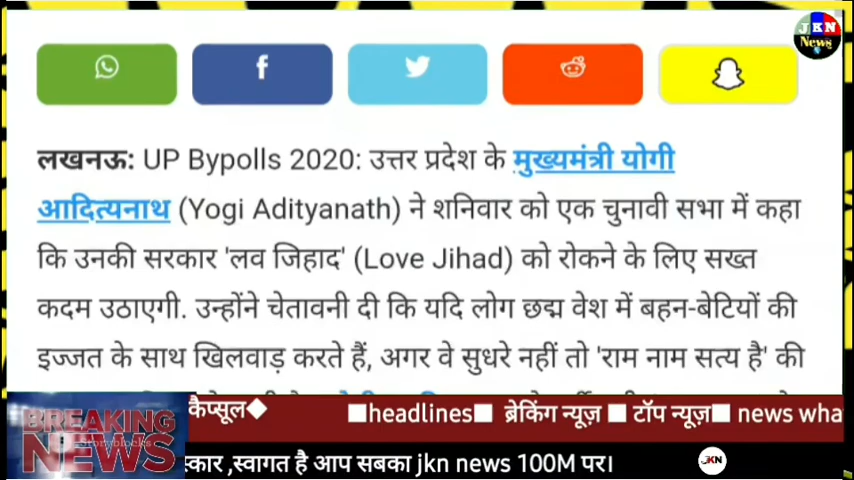 JKN
News
लखनऊ: UP Bypolls 2020: उत्तर प्रदेश के मुख्यमंत्री योगी
आदित्यनाथ (Yogi Adityanath) ने शनिवार को एक चुनावी सभा में कहा
कि उनकी सरकार 'लव जिहाद' (Love Jihad) को रोकने के लिए सख्त
कदम उठाएगी. उन्होंने चेतावनी दी कि यदि लोग छद्म वेश में बहन-बेटियों की
इज्जत के साथ खिलवाड़ करते हैं, अगर वे सुधरे नहीं तो 'राम नाम सत्य है' की
BREAKING
NEWS
Storyblocks
कैप्सूल◆ ■headlines■ ब्रेकिंग न्यूज़ ■ टॉप न्यूज़■ news wha
स्कार ,स्वागत है आप सबका jkn news 100M पर।
JKN